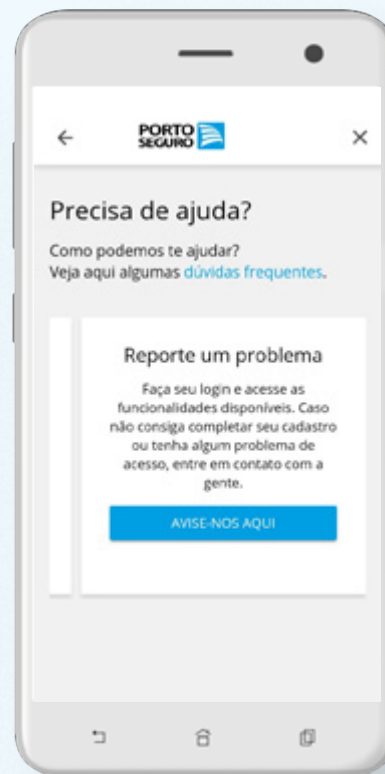 PORTO
SEGURO
Precisa de ajuda?
Como podemos te ajudar?
Veja aqui algumas dúvidas frequentes.
Reporte um problema
Faça seu login e acesse as
funcionalidades disponíveis. Caso
não consiga completar seu cadastro
ou tenha algum problema de
acesso, entre em contato com a
gente.
AVISE-NOS AQUI